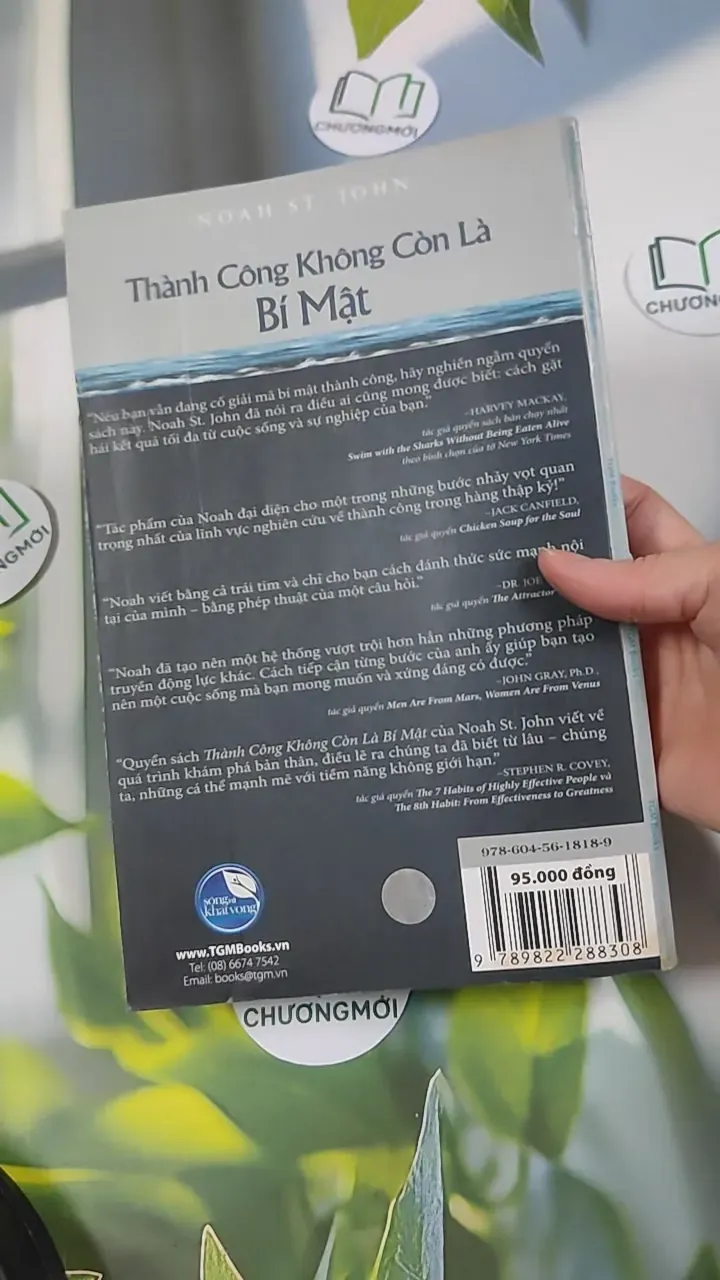 CHƯƠNGMỚI
NOAH ST. JOHN
Thành Công Không Còn Là
Bí Mật
CHƯƠNG
"Nếu bạn vẫn đang cố giải mã bí mật thành công, hãy nghiền ngẫm quyển
sách này. Noah St. John đã nói ra điều ai cũng mong được biết: cách gặt
hái kết quả tối đa từ cuộc sống và sự nghiệp của bạn."
–HARVEY MACKAY,
tác giả quyển sách bán chạy nhất
Swim with the Sharks Without Being Eaten Alive
theo bình chọn của tờ New York Times
"Tác phẩm của Noah đại diện cho một trong những bước nhảy vọt quan
trọng nhất của lĩnh vực nghiên cứu về thành công trong hàng thập kỷ!"
–JACK CANFIELD,
tác giả quyển Chicken Soup for the Soul
NGMỚI
"Noah viết bằng cả trái tim và chỉ cho bạn cách đánh thức sức mạnh nội
tại của mình – bằng phép thuật của một câu hỏi."
–DR. JOE
tác giả quyển The Attractor
"Noah đã tạo nên một hệ thống vượt trội hơn hẳn những phương pháp
truyền động lực khác. Cách tiếp cận từng bước của anh ấy giúp bạn tạo
nên một cuộc sống mà bạn mong muốn và xứng đáng có được."
–JOHN GRAY, Ph.D.,
tác giả quyển Men Are From Mars, Women Are From Venus
"Quyển sách Thành Công Không Còn Là Bí Mật của Noah St. John viết về
quá trình khám phá bản thân, điều lẽ ra chúng ta đã biết từ lâu – chúng
ta, những cá thể mạnh mẽ với tiềm năng không giới hạn."
–STEPHEN R. COVEY,
tác giả quyển The 7 Habits of Highly Effective People và
The 8th Habit: From Effectiveness to Greatness
978-604-56-1818-9
95.000 đồng
9 789822 288308
sống và
khát vọng
www.TGMBooks.vn
Tel: (08) 6674 7542
Email: books@tgm.vn
CHƯƠNGMỚI